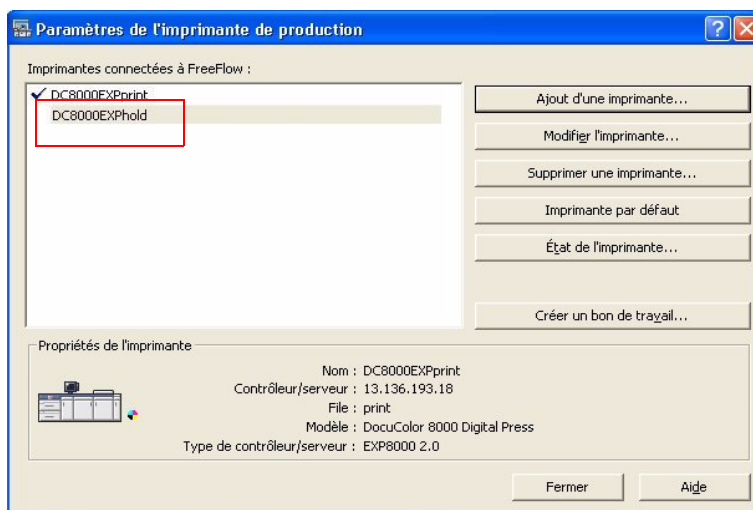 Paramètres de l'imprimante de production
Imprimantes connectées à FreeFlow :
DC8000EXPprint
DC8000EXPhold
Ajout d'une imprimante...
Modifier l'imprimante...
Supprimer une imprimante...
Imprimante par défaut
État de l'imprimante...
Créer un bon de travail...
Propriétés de l'imprimante
Nom : DC8000EXPprint
Contrôleur/serveur : 13.136.193.18
File : print
Modèle : DocuColor 8000 Digital Press
Type de contrôleur/serveur : EXP8000 2.0
Fermer
Aide